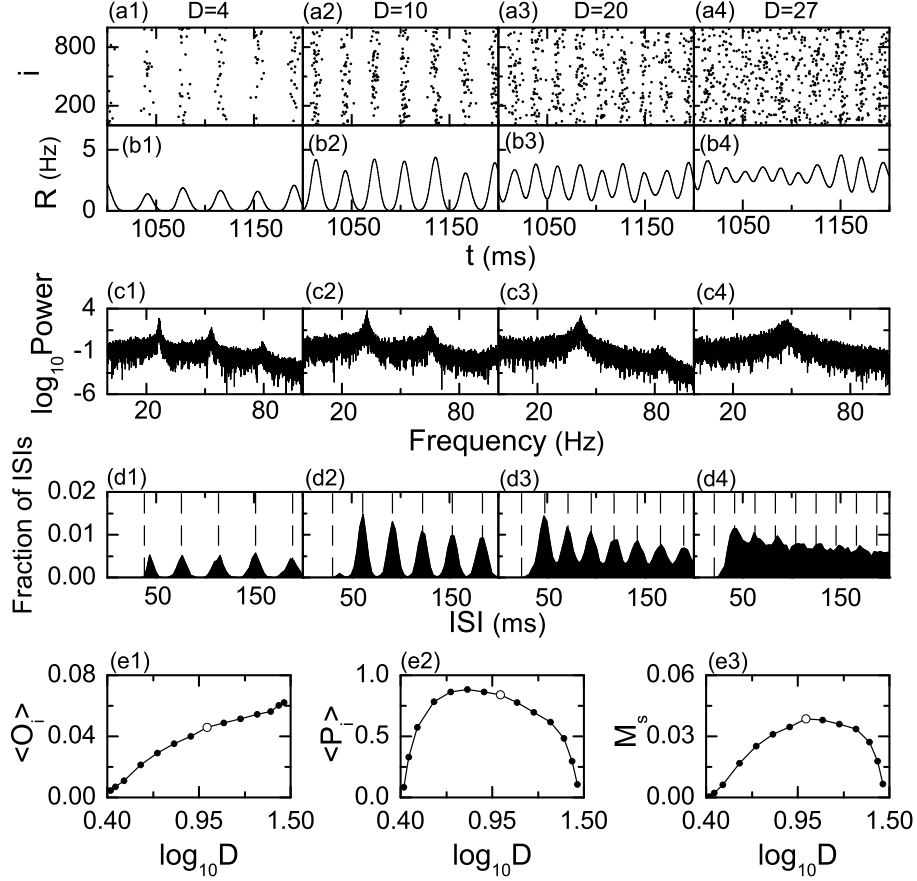 (a1) D=4 (a2) D=10 (a3) D=20 (a4) D=27
800
i
200
(b1) (b2) (b3) (b4)
5
R (Hz)
0
1050 1150 1050 1150 1050 1150 1050 1150
t (ms)
(c1) (c2) (c3) (c4)
4
log10Power
-1
-6
20 80 20 80 20 80 20 80
Frequency (Hz)
(d1) (d2) (d3) (d4)
0.02
Fraction of ISIs
0.01
0.00
50 150 50 150 50 150 50 150
ISI (ms)
(e1) (e2) (e3)
0.08 1.0 0.06
<Oi> <Pi> Ms
0.04 0.5 0.03
0.00 0.0 0.00
0.40 0.95 1.50 0.40 0.95 1.50 0.40 0.95 1.50
log10D log10D log10D